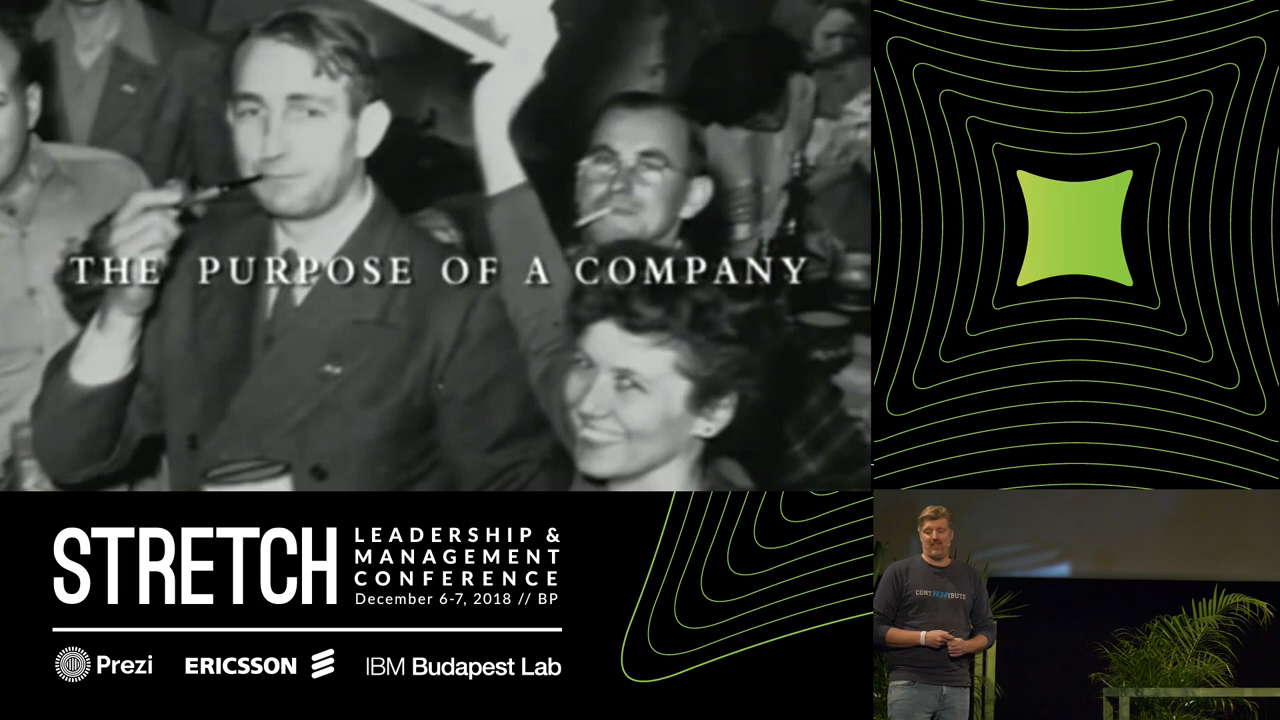 THE PURPOSE OF A COMPANY
STRETCH
LEADERSHIP &
MANAGEMENT
CONFERENCE
December 6-7, 2018 // BP
Prezi
ERICSSON
IBM Budapest Lab